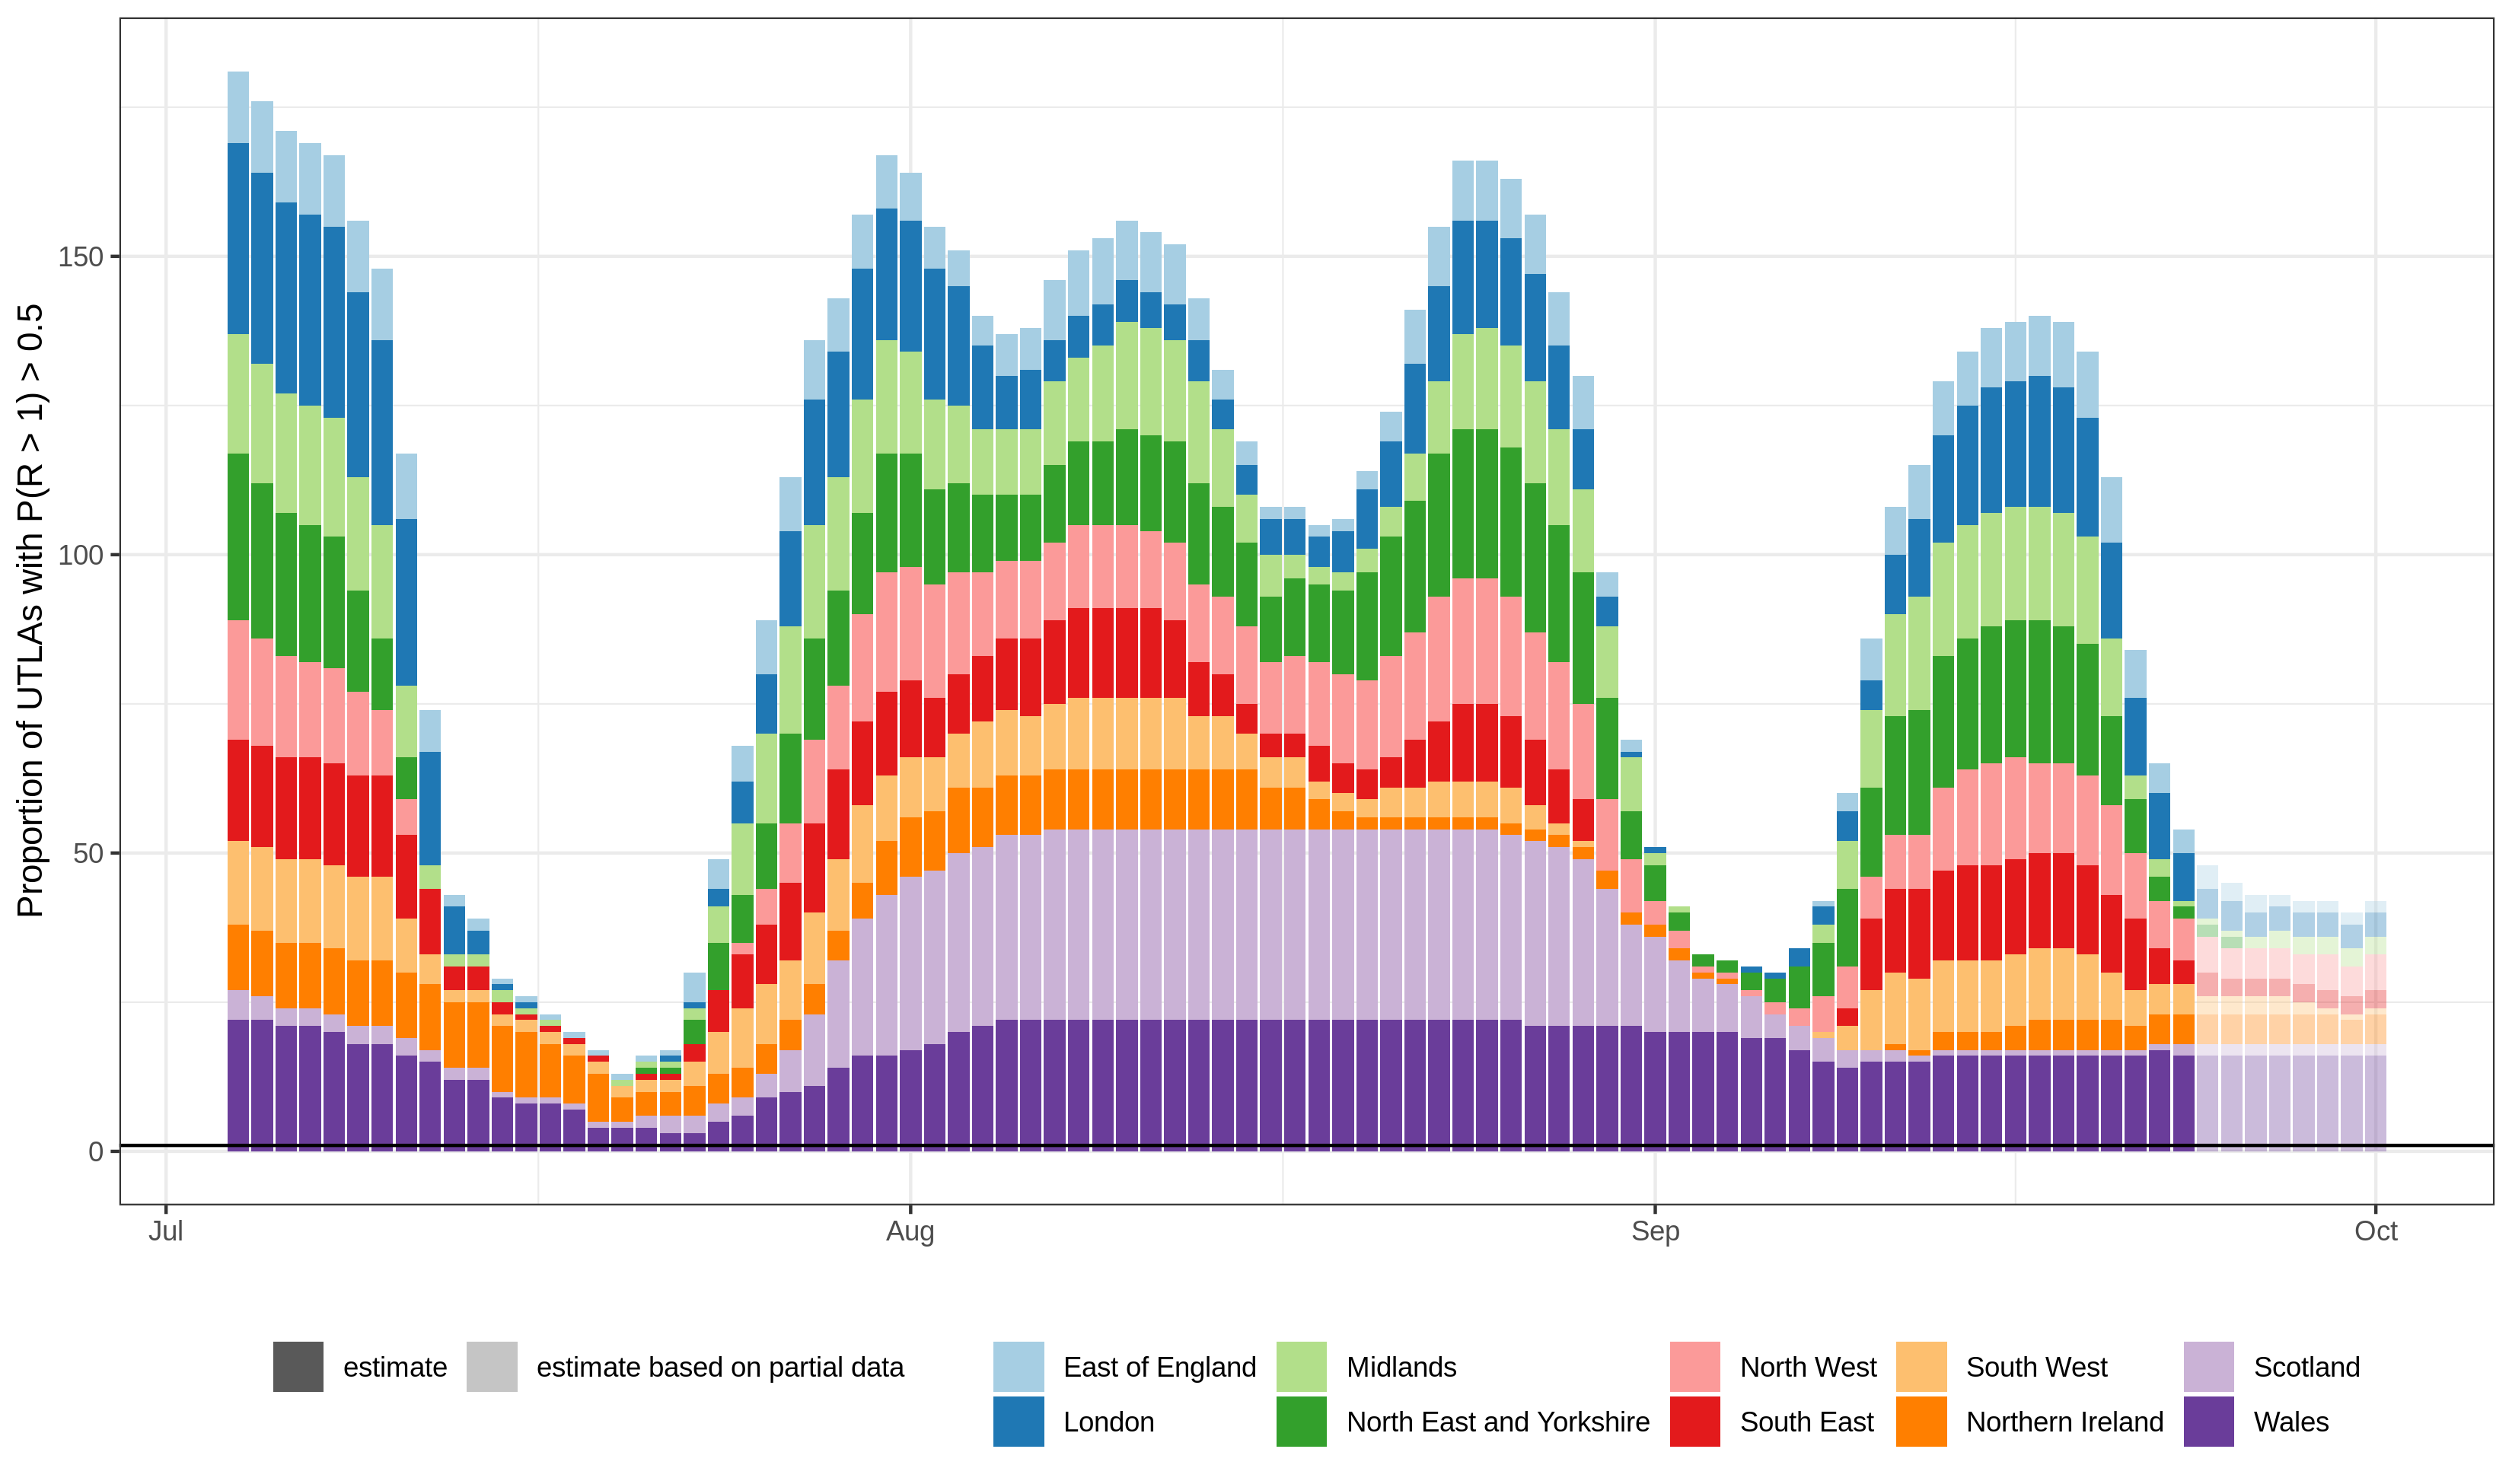 Proportion of UTLAs with P(R > 1) > 0.5
150
100
50
0
Jul Aug Sep Oct
estimate estimate based on partial data East of England Midlands North West South West Scotland
London North East and Yorkshire South East Northern Ireland Wales